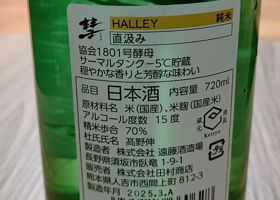 彗 HALLEY 純米
直汲み
協会1801号酵母
サーマルタンク-5℃貯蔵
穏やかな香りと芳醇な味わい
品目 日本酒 内容量 720ml
原材料名 米(国産)、米麹(国産米)
アルコール度数 15度
精米歩合 70%
杜氏氏名 高野伸
製造者 株式会社 遠藤酒造場
長野県須坂市臥竜 1-9-1
販売者 株式会社田村商店
熊本県人吉市西間上町812-3
製造年月 2025.3.A